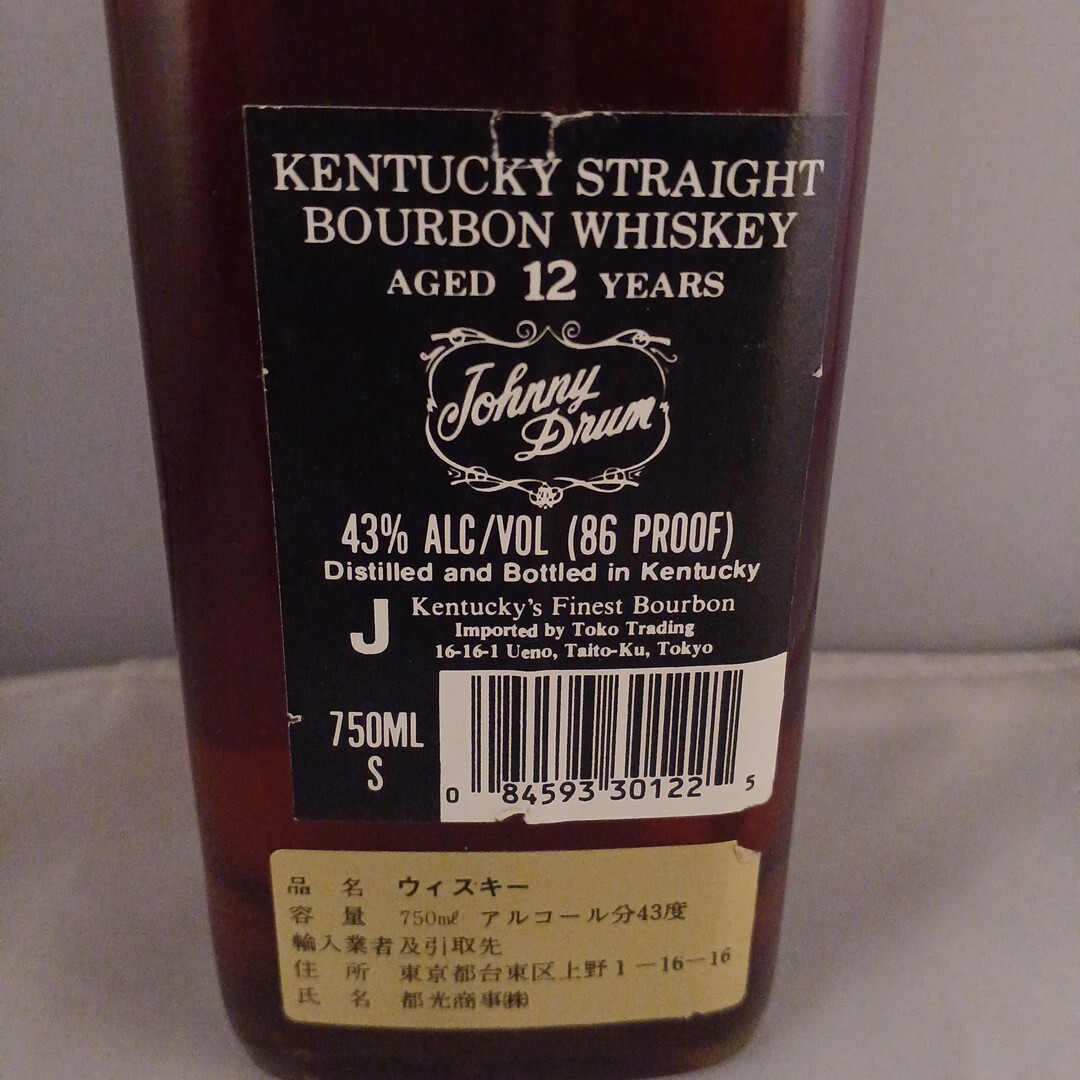 KENTUCKY STRAIGHT
BOURBON WHISKEY
AGED 12 YEARS
Johnny
Drum
43% ALC/VOL (86 PROOF)
Distilled and Bottled in Kentucky
J Kentucky's Finest Bourbon
Imported by Toko Trading
16-16-1 Ueno, Taito-Ku, Tokyo
750ML
S
0 84593 30122 5
品名 ウィスキー
容量 750mℓ アルコール分43度
輸入業者及引取先
住所 東京都台東区上野1-16-16
氏名 都光商事㈱